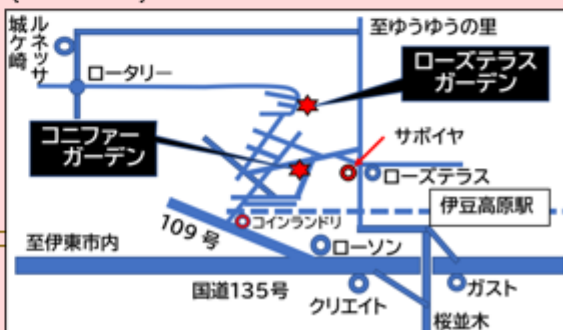 ルネッサ
城ケ崎
至ゆうゆうの里
ロータリー
ローズテラス
ガーデン
コニファー
ガーデン
サボイヤ
ローズテラス
伊豆高原駅
コインランドリ
109号
至伊東市内
ローソン
国道135号
クリエイト
ガスト
桜並木